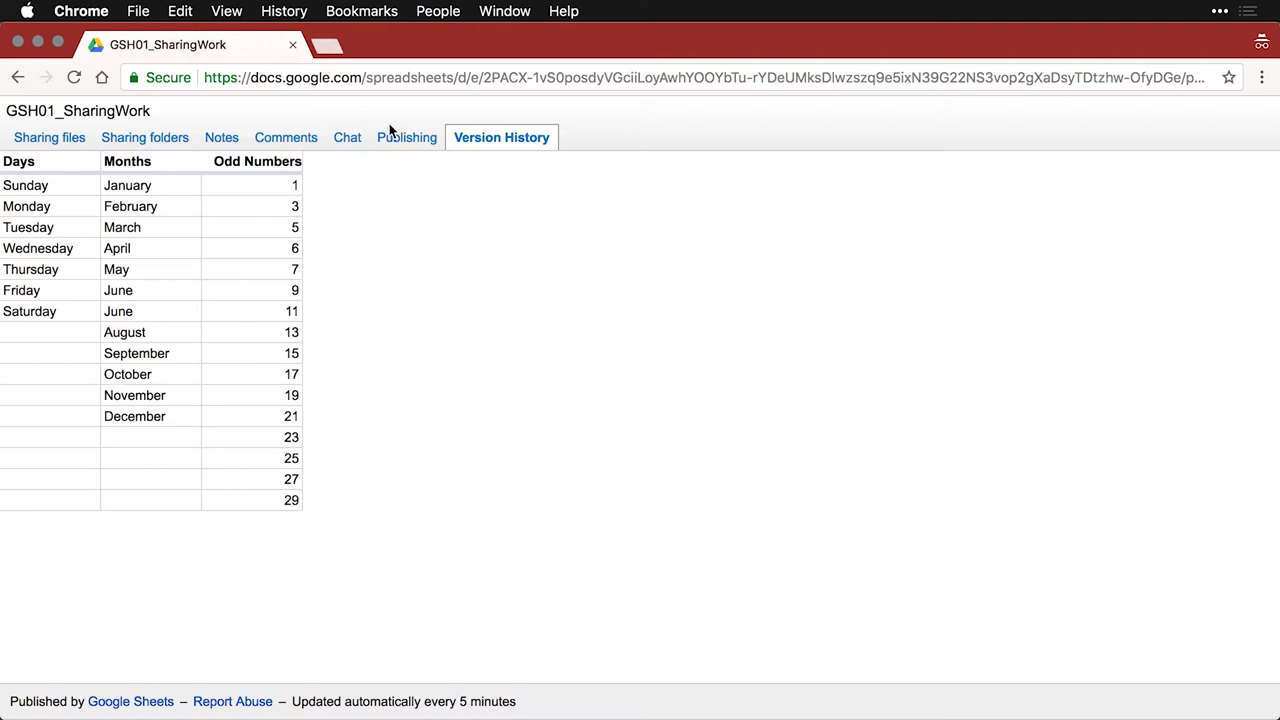 Chrome File Edit View History Bookmarks People Window Help
GSH01_SharingWork
Secure https://docs.google.com/spreadsheets/d/e/2PACX-1vS0posdyVGciiLoyAwhYOOYbTu-rYDeUMksDlwzszq9e5ixN39G22NS3vop2gXaDsyTDtzhw-OfyDGe/p...
GSH01_SharingWork
Sharing files Sharing folders Notes Comments Chat Publishing Version History
Days Months Odd Numbers
Sunday January 1
Monday February 3
Tuesday March 5
Wednesday April 6
Thursday May 7
Friday June 9
Saturday June 11
August 13
September 15
October 17
November 19
December 21
23
25
27
29
Published by Google Sheets – Report Abuse – Updated automatically every 5 minutes